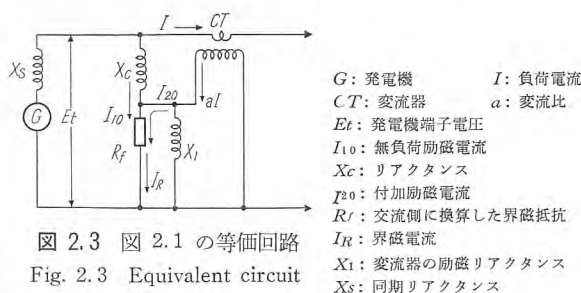 I
CT
XS
XC
I20
aI
G
Et
I10
Rf
X1
IR
図 2.3 図 2.1 の等価回路
Fig. 2.3 Equivalent circuit
G: 発電機 I: 負荷電流
CT: 変流器 a: 変流比
Et: 発電機端子電圧
I10: 無負荷励磁電流
Xc: リアクタンス
I20: 付加励磁電流
Rf: 交流側に換算した界磁抵抗
IR: 界磁電流
X1: 変流器の励磁リアクタンス
Xs: 同期リアクタンス